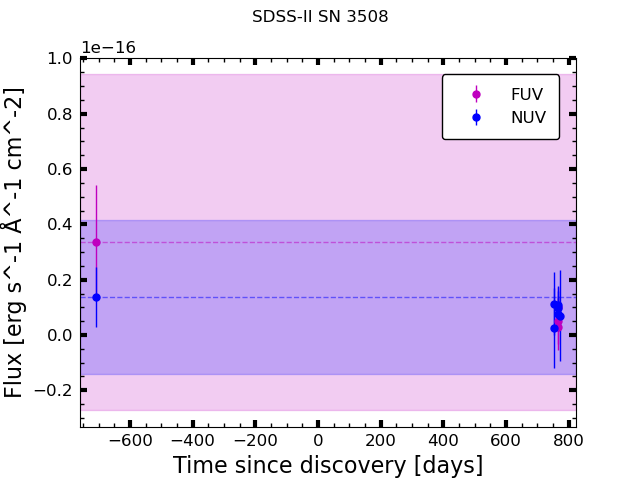 SDSS-II SN 3508
1e−16
1.0
0.8
0.6
0.4
0.2
0.0
−0.2
FUV
NUV
Flux [erg s^-1 Å^-1 cm^-2]
−600 −400 −200 0 200 400 600 800
Time since discovery [days]